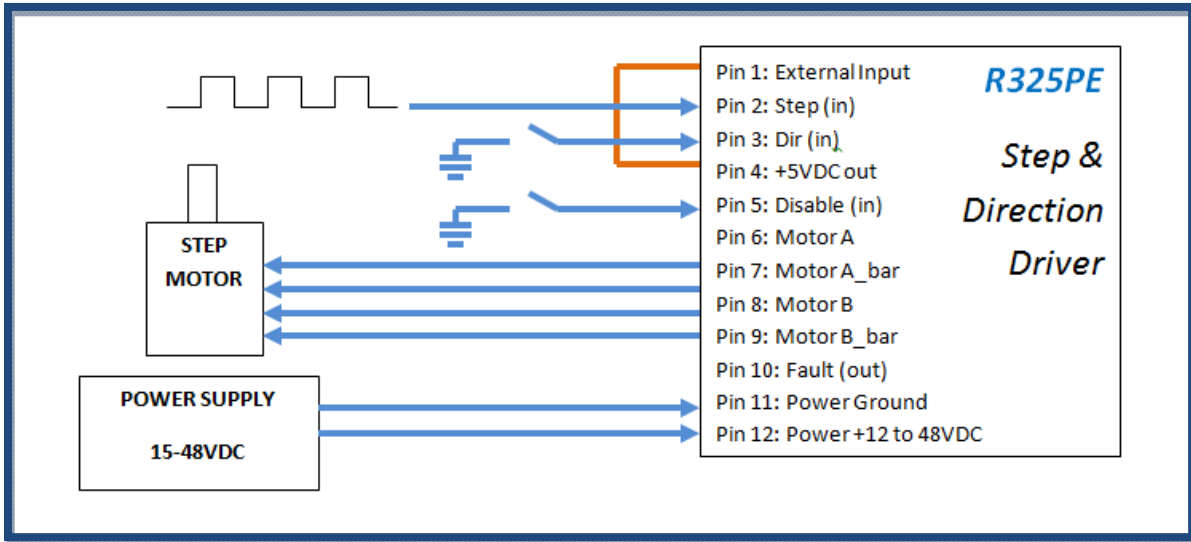 STEP
MOTOR
POWER SUPPLY
15-48VDC
Pin 1: External Input
Pin 2: Step (in)
Pin 3: Dir (in)
Pin 4: +5VDC out
Pin 5: Disable (in)
Pin 6: Motor A
Pin 7: Motor A_bar
Pin 8: Motor B
Pin 9: Motor B_bar
Pin 10: Fault (out)
Pin 11: Power Ground
Pin 12: Power +12 to 48VDC
R325PE
Step &
Direction
Driver